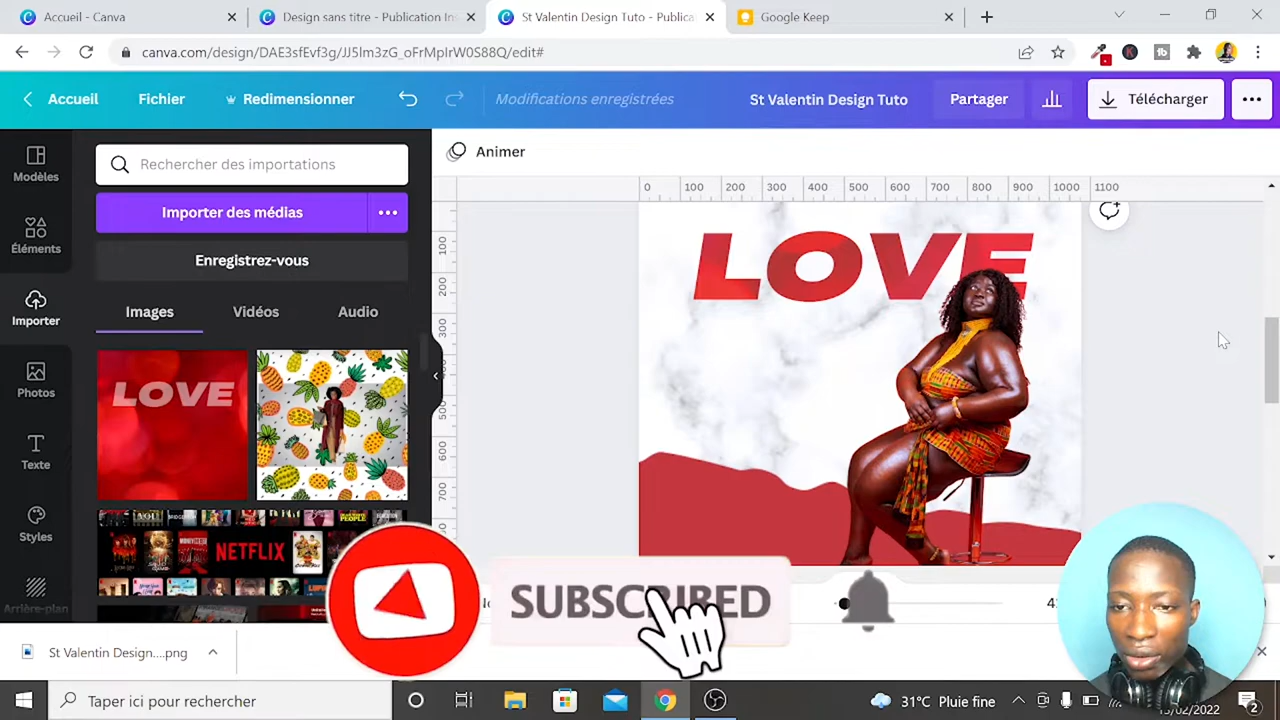 Accueil - Canva
Design sans titre - Publication Ins
St Valentin Design Tuto - Publica
Google Keep
canva.com/design/DAE3sfEvf3g/JJ5lm3zG_oFrMpIrW0S88Q/edit#
Accueil
Fichier
Redimensionner
Modifications enregistrées
St Valentin Design Tuto
Partager
Télécharger
Modèles
Éléments
Importer
Photos
Texte
Styles
Arrière-plan
Rechercher des importations
Importer des médias
Enregistrez-vous
Images
Vidéos
Audio
LOVE
NETFLIX
Animer
0 100 200 300 400 500 600 700 800 900 1000 1100
100
200
300
400
500
600
700
LOVE
SUBSCRIBED
St Valentin Design....png
Taper ici pour rechercher
31°C Pluie fine
2